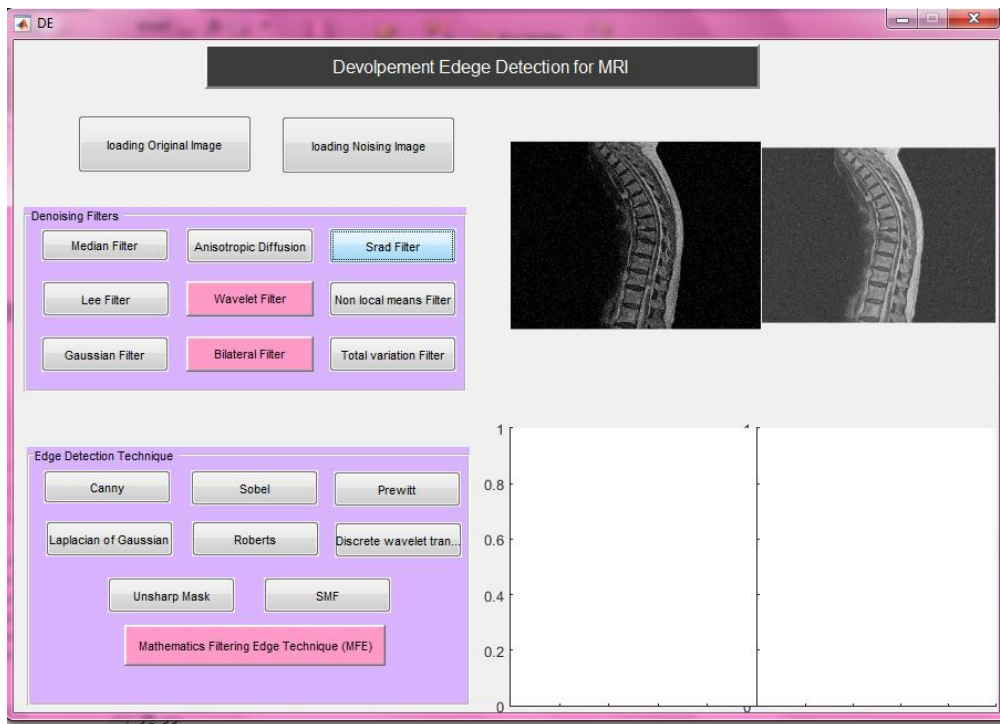 DE
Devolpement Edege Detection for MRI
loading Original Image
loading Noising Image
Denoising Filters
Median Filter
Anisotropic Diffusion
Srad Filter
Lee Filter
Wavelet Filter
Non local means Filter
Gaussian Filter
Bilateral Filter
Total variation Filter
Edge Detection Technique
Canny
Sobel
Prewitt
Laplacian of Gaussian
Roberts
Discrete wavelet tran...
Unsharp Mask
SMF
Mathematics Filtering Edge Technique (MFE)
1
0.8
0.6
0.4
0.2
0